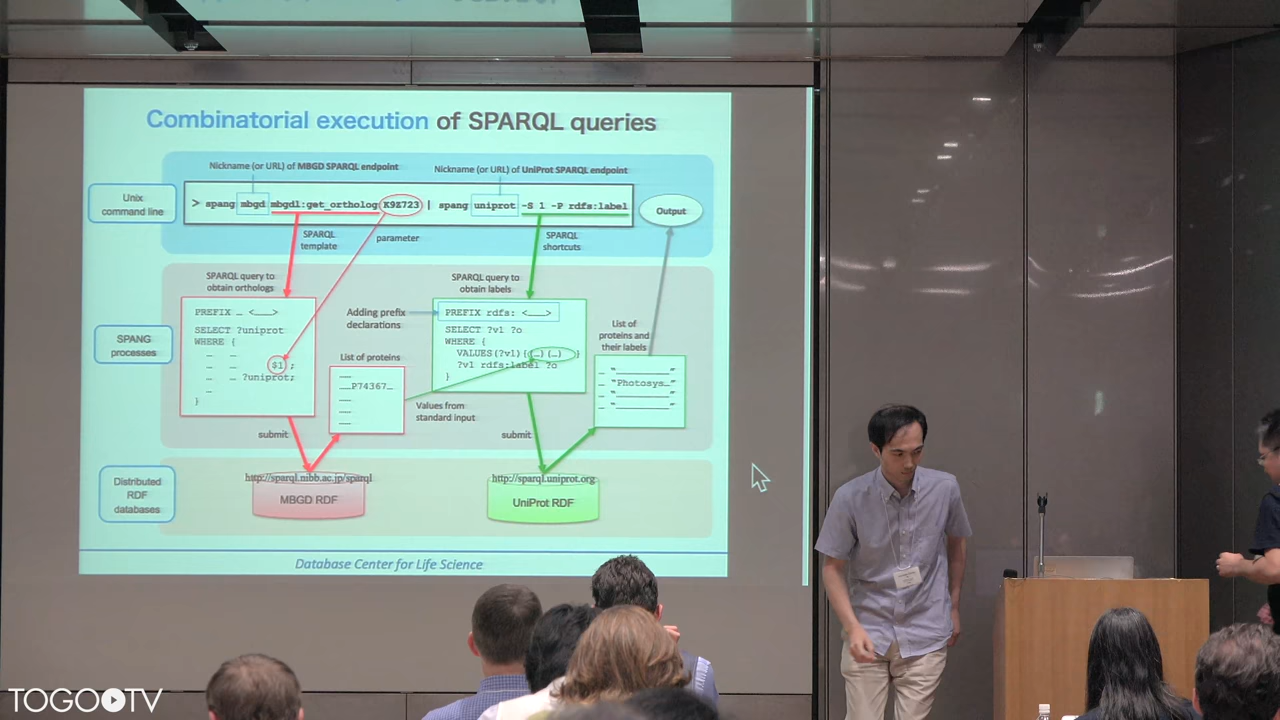 Combinatorial execution of SPARQL queries
Nickname (or URL) of MBGD SPARQL endpoint
Nickname (or URL) of UniProt SPARQL endpoint
Unix
command line
> spang mbgd mbgdl:get_ortholog K9Z723 | spang uniprot -S 1 -P rdfs:label
Output
SPARQL
template
parameter
SPARQL
shortcuts
SPARQL query to
obtain orthologs
SPARQL query to
obtain labels
SPANG
processes
PREFIX … <___>
SELECT ?uniprot
WHERE {
$1 ;
?uniprot;
}
Adding prefix
declarations
List of proteins
__P74367…
PREFIX rdfs: <___>
SELECT ?v1 ?o
WHERE {
VALUES(?v1){(…)(…) }
?v1 rdfs:label ?o
}
Values from
standard input
List of
proteins and
their labels
"Photosys…"
submit
submit
Distributed
RDF
databases
http://sparql.nibb.ac.jp/sparql
MBGD RDF
http://sparql.uniprot.org
UniProt RDF
Database Center for Life Science
TOGO TV